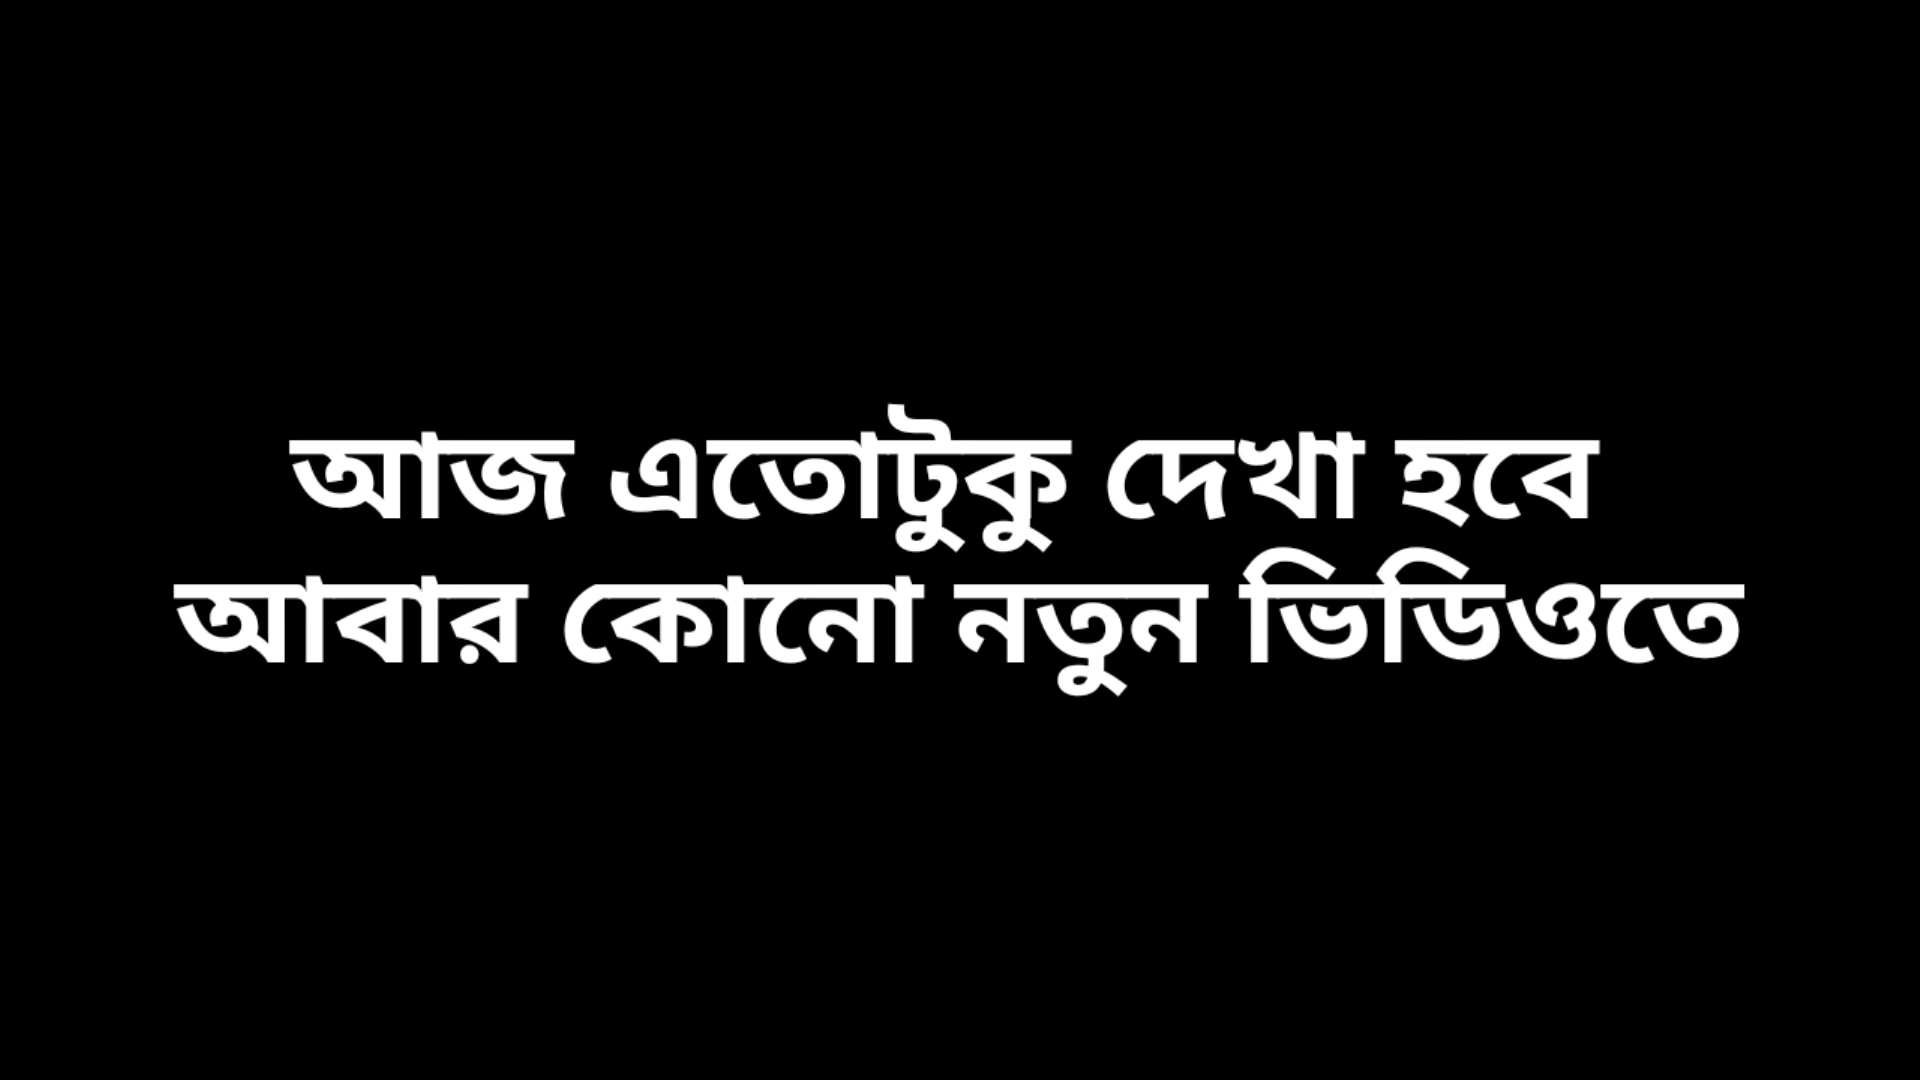 আজ এতোটুকু দেখা হবে
আবার কোনো নতুন ভিডিওতে